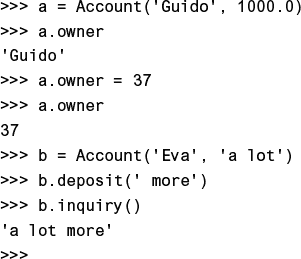 >>> a = Account('Guido', 1000.0)
>>> a.owner
'Guido'
>>> a.owner = 37
>>> a.owner
37
>>> b = Account('Eva', 'a lot')
>>> b.deposit(' more')
>>> b.inquiry()
'a lot more'
>>>